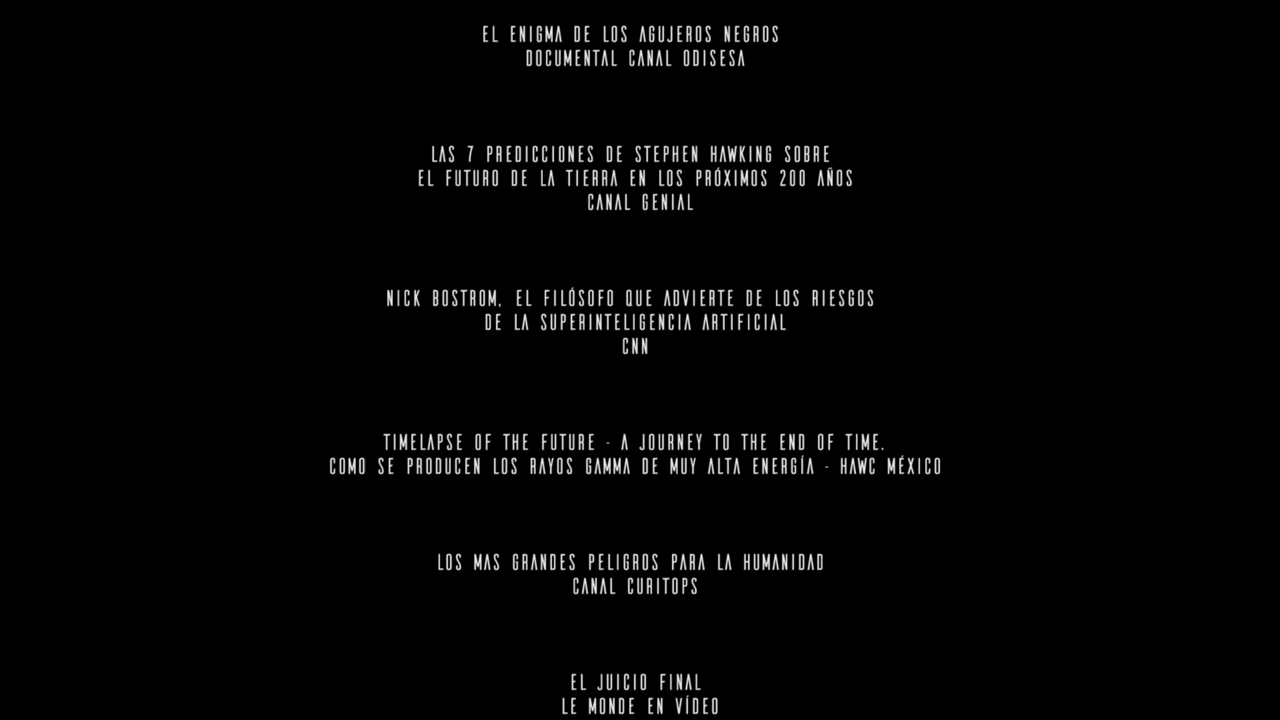 EL ENIGMA DE LOS AGUJEROS NEGROS
DOCUMENTAL CANAL ODISESA
LAS 7 PREDICCIONES DE STEPHEN HAWKING SOBRE
EL FUTURO DE LA TIERRA EN LOS PRÓXIMOS 200 AÑOS
CANAL GENIAL
NICK BOSTROM, EL FILÓSOFO QUE ADVIERTE DE LOS RIESGOS
DE LA SUPERINTELIGENCIA ARTIFICIAL
CNN
TIMELAPSE OF THE FUTURE - A JOURNEY TO THE END OF TIME.
COMO SE PRODUCEN LOS RAYOS GAMMA DE MUY ALTA ENERGÍA - HAWC MÉXICO
LOS MAS GRANDES PELIGROS PARA LA HUMANIDAD
CANAL CURITOPS
EL JUICIO FINAL
LE MONDE EN VÍDEO